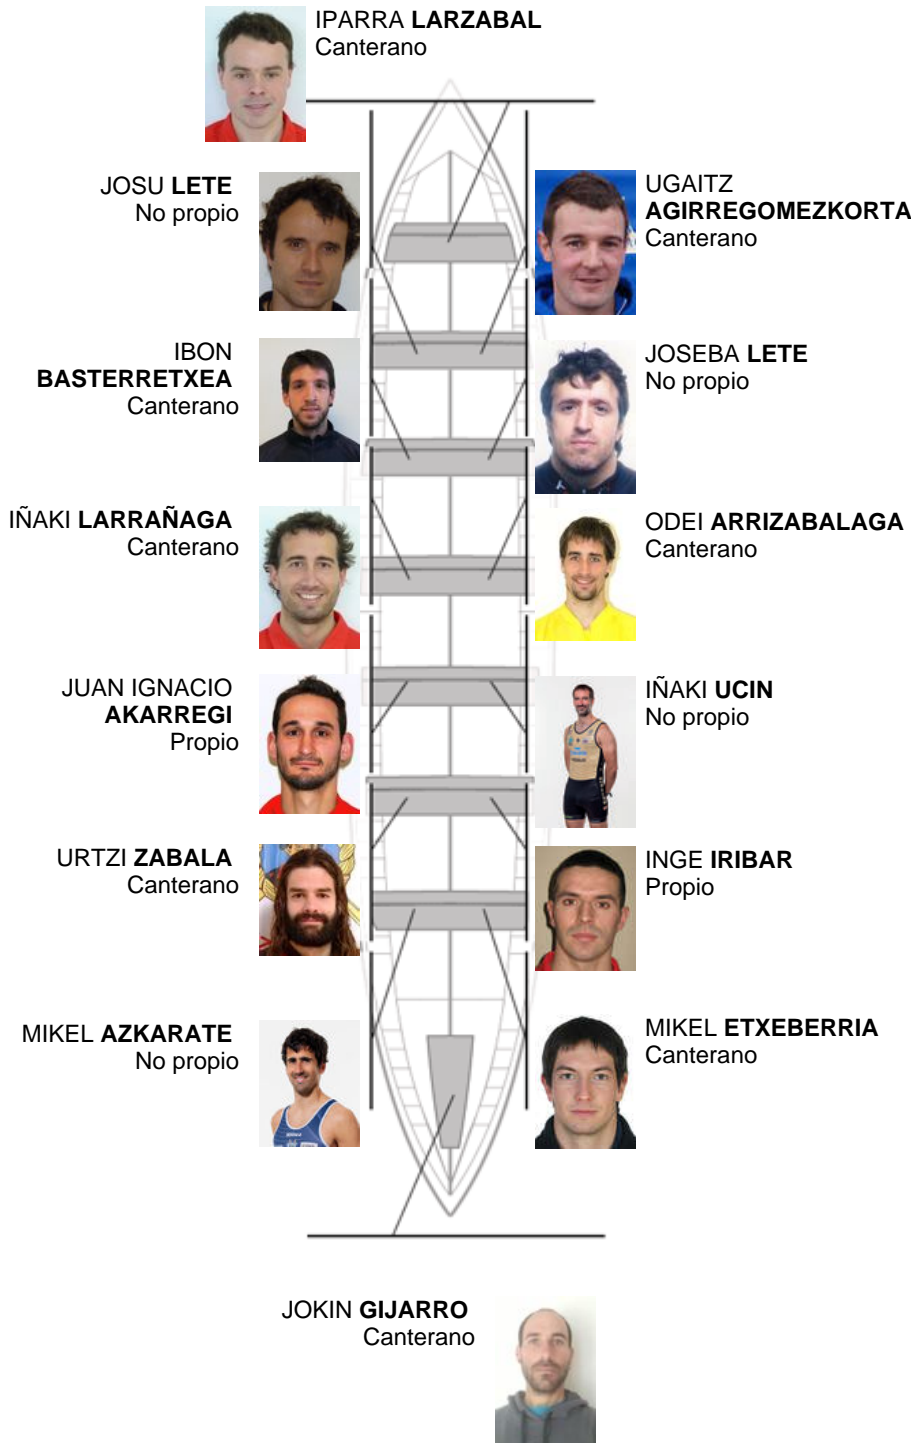 IPARRA LARZABAL
Canterano
JOSU LETE
No propio
UGAITZ
AGIRREGOMEZKORTA
Canterano
IBON
BASTERRETXEA
Canterano
JOSEBA LETE
No propio
IÑAKI LARRAÑAGA
Canterano
ODEI ARRIZABALAGA
Canterano
JUAN IGNACIO
AKARREGI
Propio
IÑAKI UCIN
No propio
URTZI ZABALA
Canterano
INGE IRIBAR
Propio
MIKEL AZKARATE
No propio
MIKEL ETXEBERRIA
Canterano
JOKIN GIJARRO
Canterano